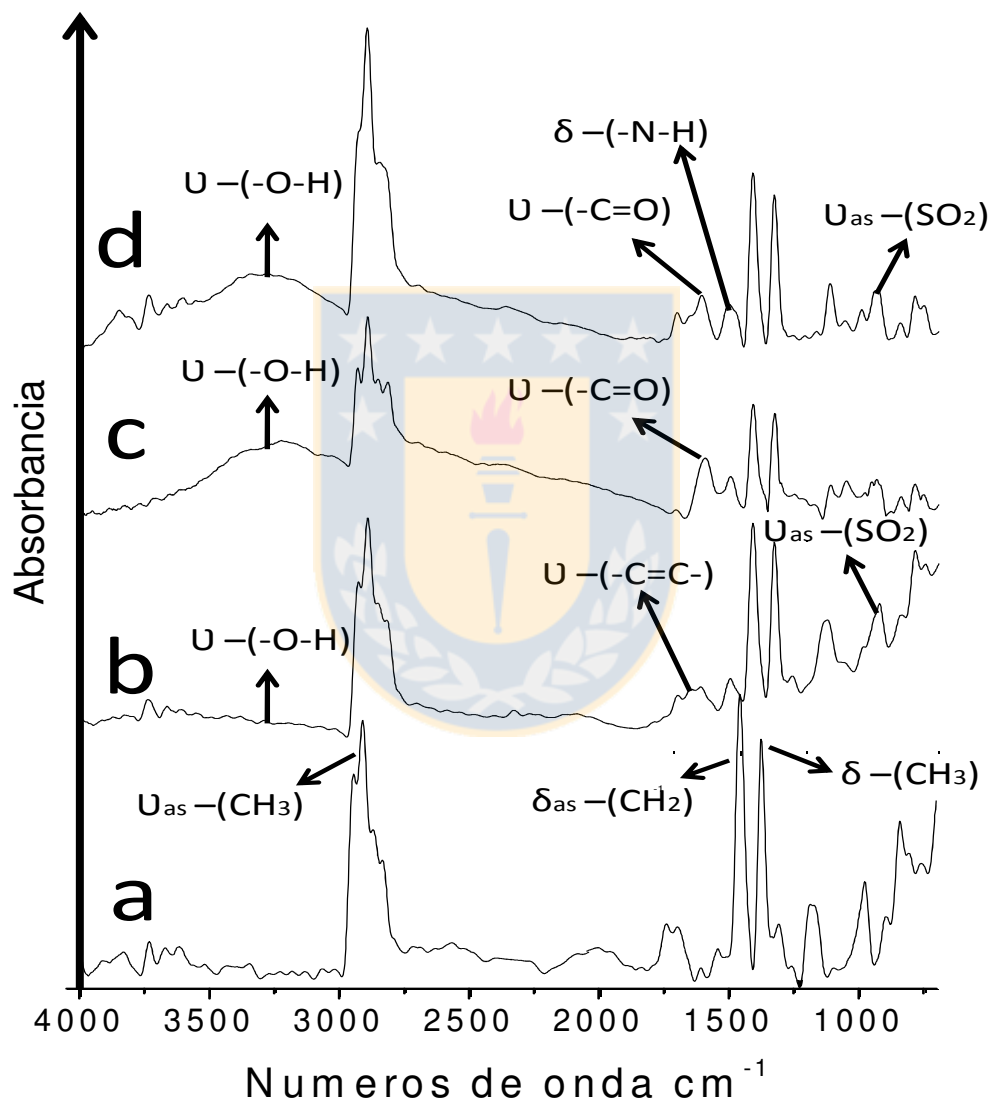 δ –(-N-H)
υ –(-O-H)
υ –(-C=O)
υas –(SO2)
d
υ –(-O-H)
υ –(-C=O)
c
υas –(SO2)
υ –(-C=C-)
υ –(-O-H)
b
δ –(CH3)
υas –(CH3)
δas –(CH2)
a
Absorbancia
4000 3500 3000 2500 2000 1500 1000
Numeros de onda cm-1